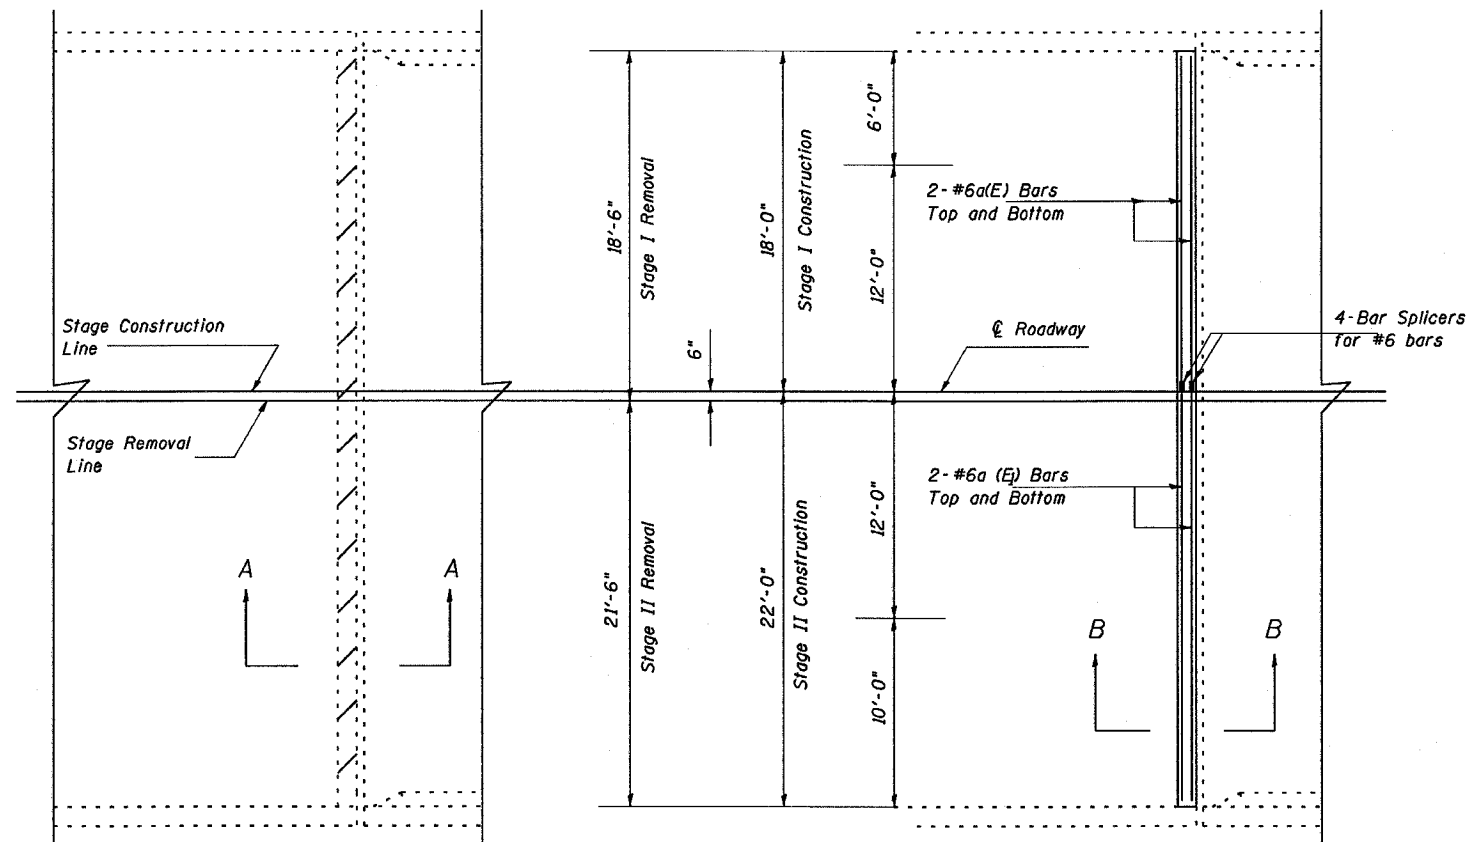 6'-0"
18'-6"
Stage I Removal
18'-0"
Stage I Construction
2-#6a(E) Bars
Top and Bottom
12'-0"
Stage Construction
Line
6"
℄ Roadway
4-Bar Splicers
for #6 bars
Stage Removal
Line
2-#6a (E₁) Bars
Top and Bottom
12'-0"
21'-6"
Stage II Removal
22'-0"
Stage II Construction
10'-0"
A A
B B